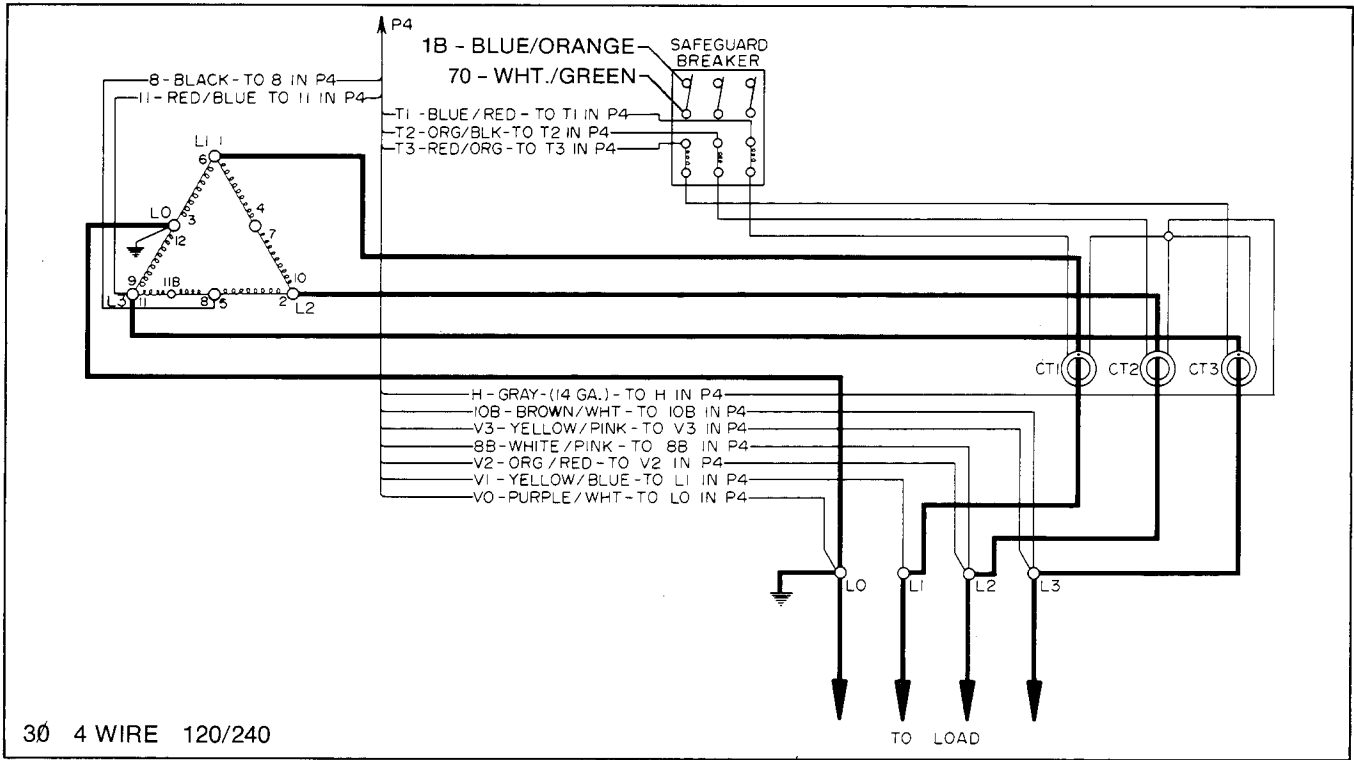 P4
1B - BLUE/ORANGE
SAFEGUARD
BREAKER
70 - WHT./GREEN
8-BLACK-TO 8 IN P4
11-RED/BLUE TO 11 IN P4
T1-BLUE/RED-TO T1 IN P4
T2-ORG/BLK-TO T2 IN P4
T3-RED/ORG-TO T3 IN P4
L1 1
6
L0
3
4
12
7
9
11B
10
L3
11
8
5
2
L2
CT1
CT2
CT3
H-GRAY-(14 GA.)-TO H IN P4
10B-BROWN/WHT-TO 10B IN P4
V3-YELLOW/PINK-TO V3 IN P4
8B-WHITE/PINK-TO 8B IN P4
V2-ORG/RED-TO V2 IN P4
V1-YELLOW/BLUE-TO L1 IN P4
V0-PURPLE/WHT-TO L0 IN P4
L0
L1
L2
L3
3Ø 4 WIRE 120/240
TO LOAD